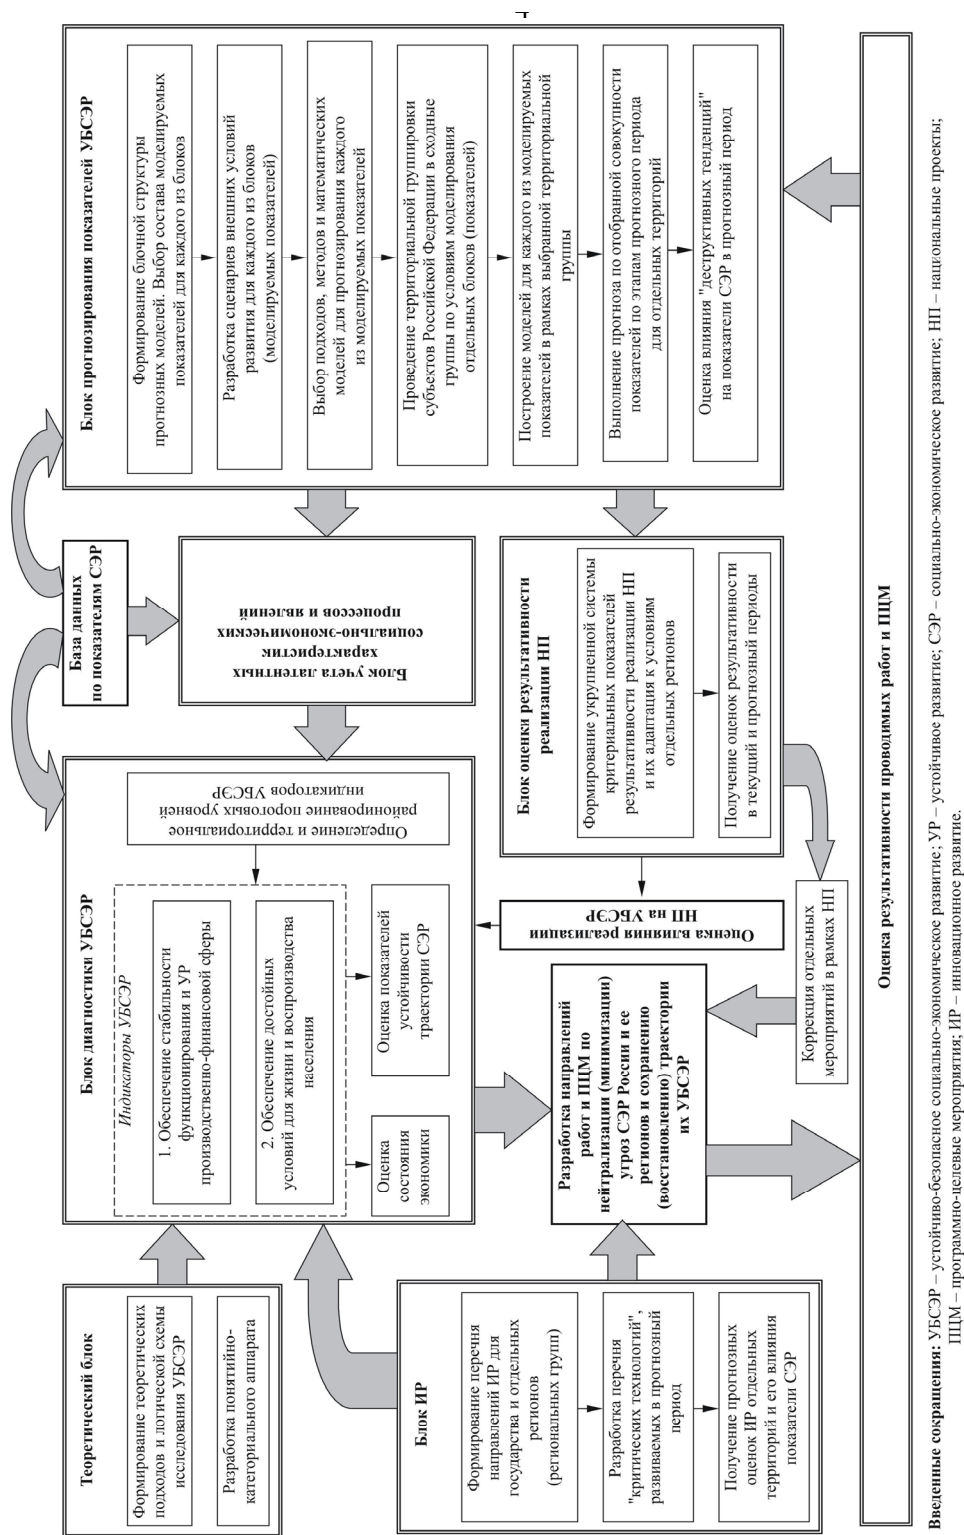 Теоретический блок
Формирование теоретических
подходов и логической схемы
исследования УБСЭР
Разработка понятийно-
категориального аппарата
Блок диагностики УБСЭР
Индикаторы УБСЭР
1. Обеспечение стабильности
функционирования и УР
производственно-финансовой сферы
2. Обеспечение достойных
условий для жизни и воспроизводства
населения
Оценка
состояния
экономики
Оценка показателей
устойчивости
траектории СЭР
Определение и территориальное
районирование пороговых уровней
индикаторов УБСЭР
База данных
по показателям СЭР
Блок учета латентных
характеристик
социально-экономических
процессов и явлений
Блок прогнозирования показателей УБСЭР
Формирование блочной структуры
прогнозных моделей. Выбор состава моделируемых
показателей для каждого из блокоз
Разработка сценариев внешних условий
развития для каждого из блоков
(моделируемых показателей)
Выбор подходов, методов и математических
моделей для прогнозирования каждого
из моделируемых показателей
Проведение территориальной группировки
субъектов Российской Федерации в сходные
группы по условиям моделирования
отдельных блоков (показателей)
Построение моделей для каждого из моделируемых
показателей в рамках выбранной территориальной
группы
Выполнение прогноза по отобранной совокупности
показателей по этапам прогнозного периода
для отдельных территорий
Оценка влияния "деструктивных тенденций"
на показатели СЭР в прогнозный период
Блок ИР
Формирование перечня
направлений ИР для
государства и отдельных
регионов
(региональных групп)
Разработка перечня
"критических технологий",
развиваемых в прогнозный
период
Получение прогнозных
оценок ИР отдельных
территорий и его влияния
показатели СЭР
Разработка направлений
работ и ПЦМ по
нейтрализации (минимизации)
угроз СЭР России и ее
регионов и сохранению
(восстановлению) траектории
их УБСЭР
Оценка влияния реализации
НП на УБСЭР
Блок оценки результативности
реализации НП
Формирование укрупненной системы
критериальных показателей
результативности реализации НП
и их адаптация к условиям
отдельных регионов
Получение оценок результативности
в текущий и прогнозный периоды
Коррекция отдельных
мероприятий в рамках НП
Оценка результативности проводимых работ и ПЦМ
Введенные сокращения: УБСЭР – устойчиво-безопасное социально-экономическое развитие; УР – устойчивое развитие; СЭР – социально-экономическое развитие; НП – национальные проекты;
ПЦМ – программно-целевые мероприятия; ИР – инновационное развитие.